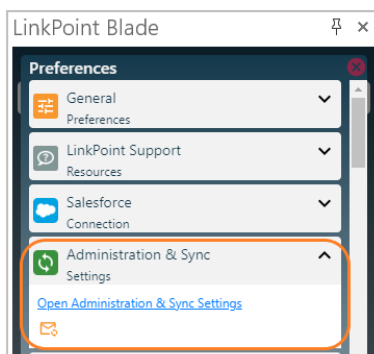 LinkPoint Blade
Preferences
General
Preferences
LinkPoint Support
Resources
Salesforce
Connection
Administration & Sync
Settings
Open Administration & Sync Settings